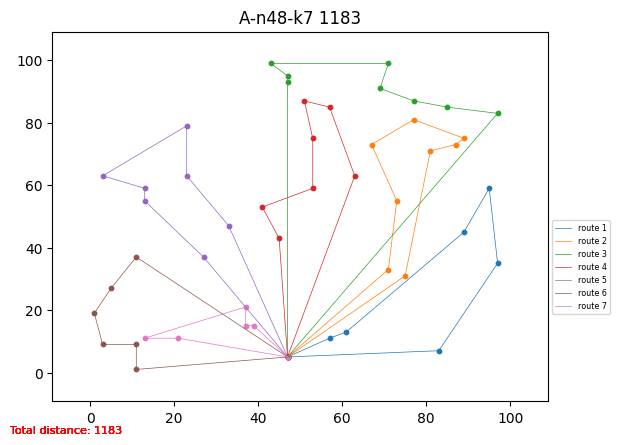 A-n48-k7 1183
100
80
60
40
20
0
0 20 40 60 80 100
route 1
route 2
route 3
route 4
route 5
route 6
route 7
Total distance: 1183